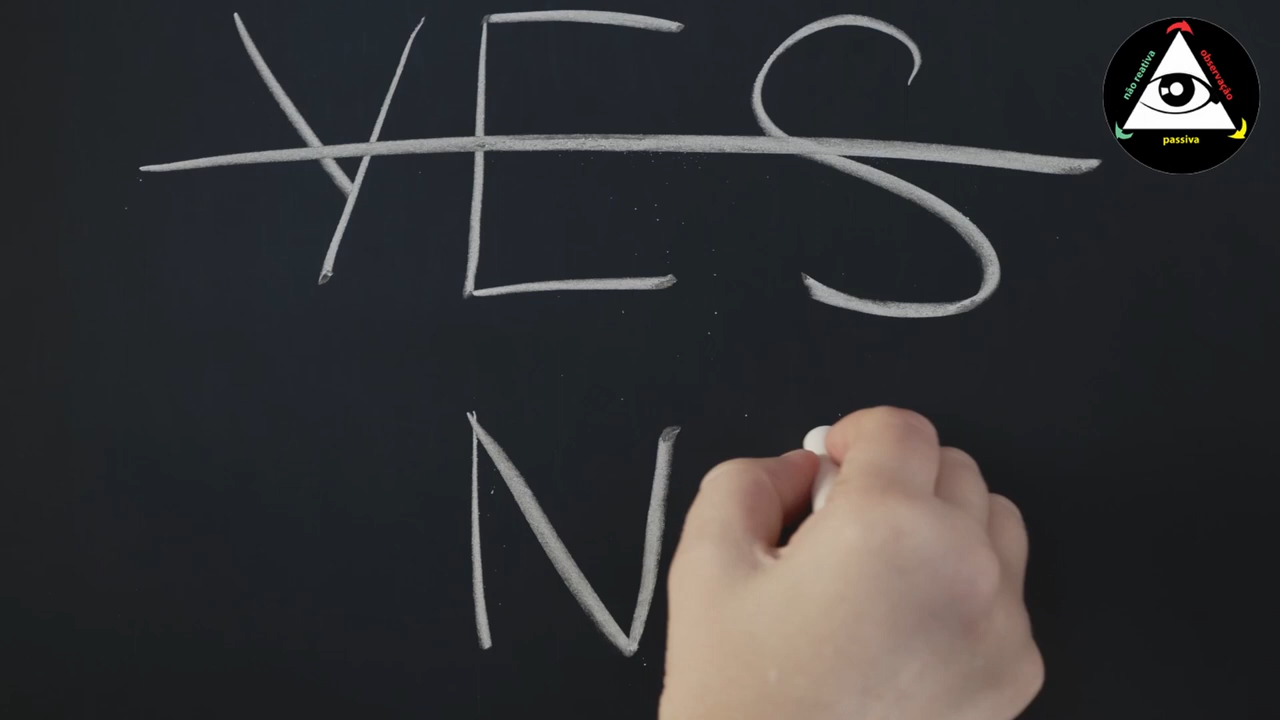 YES
N
não reativa
observação
passiva